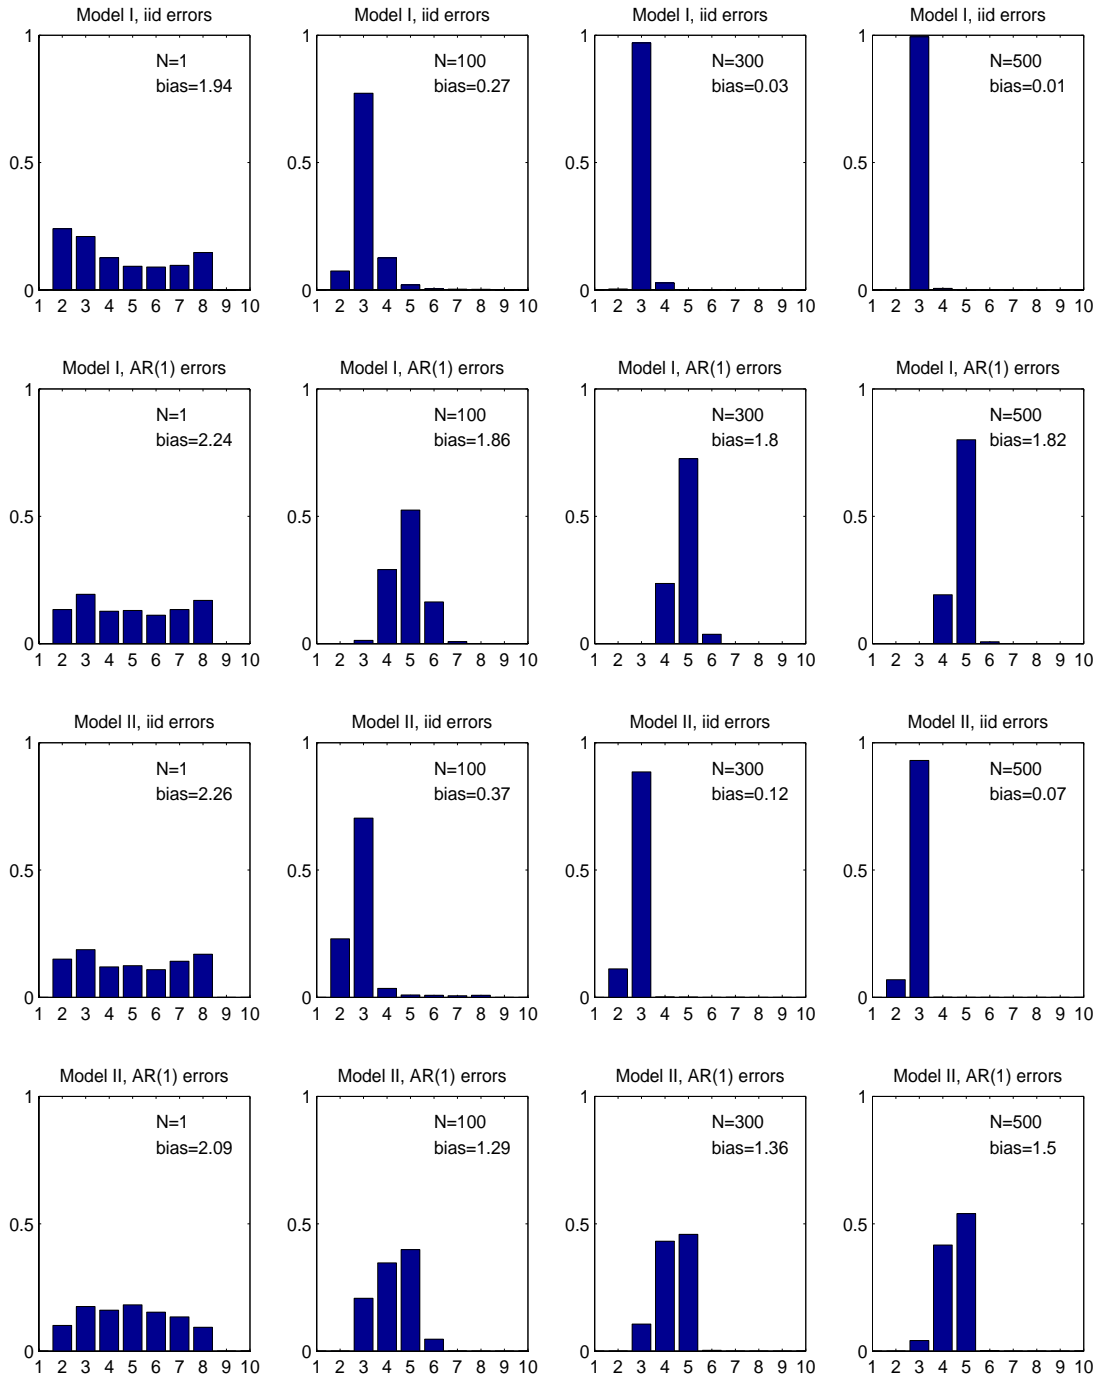 Model I, iid errors
N=1
bias=1.94
1
0.5
0
1 2 3 4 5 6 7 8 9 10
Model I, iid errors
N=100
bias=0.27
1
0.5
0
1 2 3 4 5 6 7 8 9 10
Model I, iid errors
N=300
bias=0.03
1
0.5
0
1 2 3 4 5 6 7 8 9 10
Model I, iid errors
N=500
bias=0.01
1
0.5
0
1 2 3 4 5 6 7 8 9 10
Model I, AR(1) errors
N=1
bias=2.24
1
0.5
0
1 2 3 4 5 6 7 8 9 10
Model I, AR(1) errors
N=100
bias=1.86
1
0.5
0
1 2 3 4 5 6 7 8 9 10
Model I, AR(1) errors
N=300
bias=1.8
1
0.5
0
1 2 3 4 5 6 7 8 9 10
Model I, AR(1) errors
N=500
bias=1.82
1
0.5
0
1 2 3 4 5 6 7 8 9 10
Model II, iid errors
N=1
bias=2.26
1
0.5
0
1 2 3 4 5 6 7 8 9 10
Model II, iid errors
N=100
bias=0.37
1
0.5
0
1 2 3 4 5 6 7 8 9 10
Model II, iid errors
N=300
bias=0.12
1
0.5
0
1 2 3 4 5 6 7 8 9 10
Model II, iid errors
N=500
bias=0.07
1
0.5
0
1 2 3 4 5 6 7 8 9 10
Model II, AR(1) errors
N=1
bias=2.09
1
0.5
0
1 2 3 4 5 6 7 8 9 10
Model II, AR(1) errors
N=100
bias=1.29
1
0.5
0
1 2 3 4 5 6 7 8 9 10
Model II, AR(1) errors
N=300
bias=1.36
1
0.5
0
1 2 3 4 5 6 7 8 9 10
Model II, AR(1) errors
N=500
bias=1.5
1
0.5
0
1 2 3 4 5 6 7 8 9 10